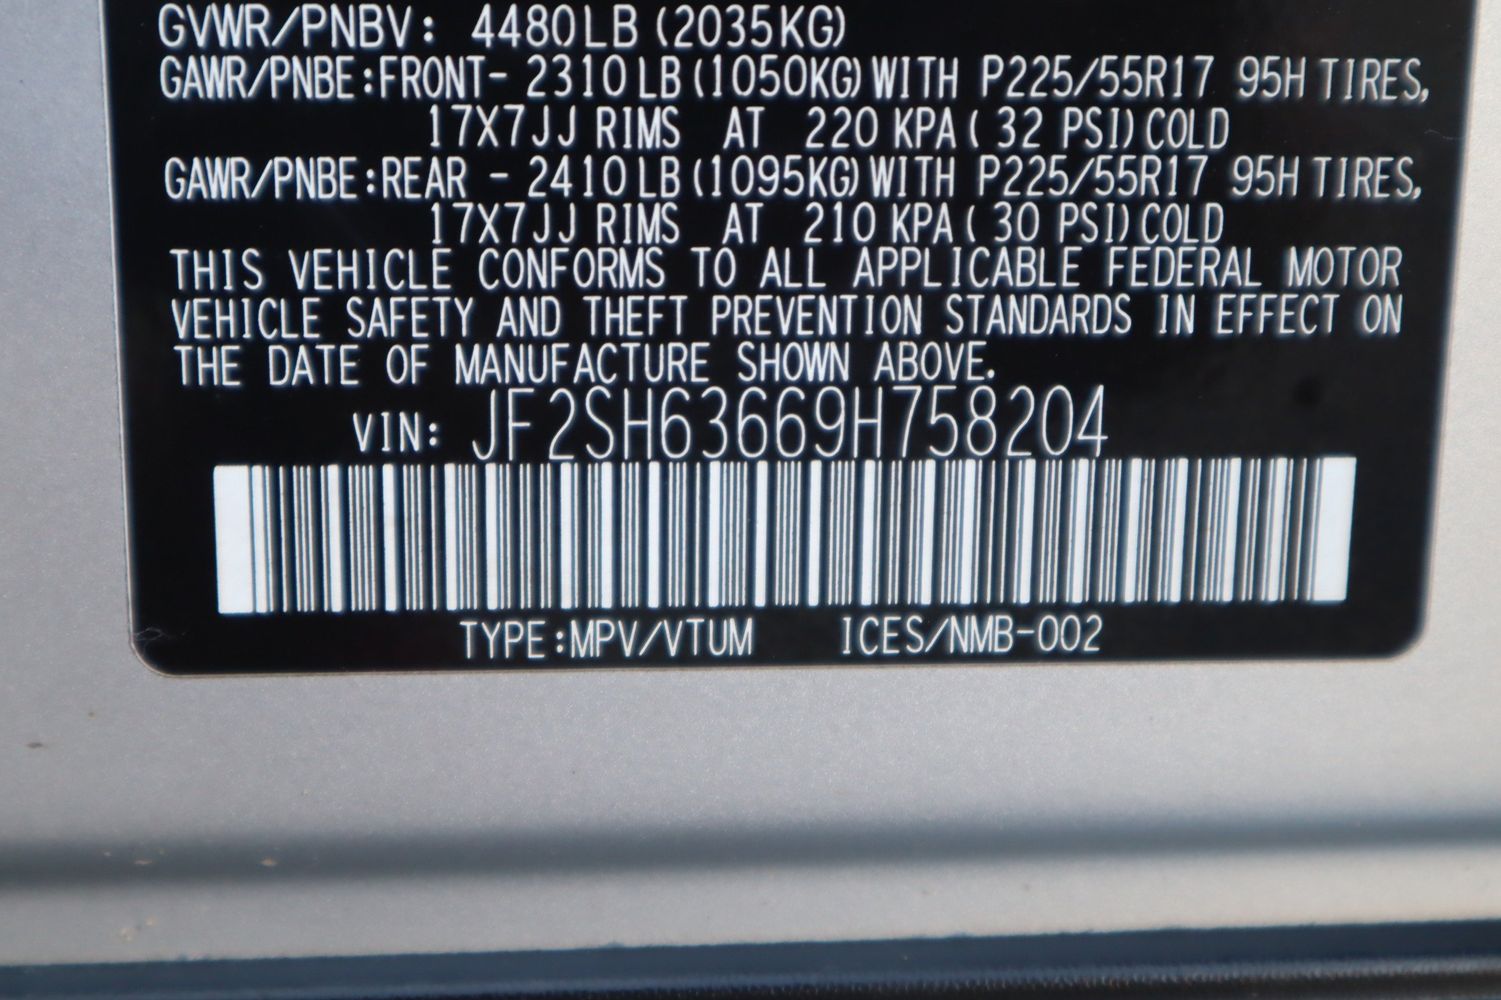 GVWR/PNBV: 4480LB (2035KG)
GAWR/PNBE:FRONT- 2310LB (1050KG) WITH P225/55R17 95H TIRES,
17X7JJ RIMS AT 220 KPA ( 32 PSI) COLD
GAWR/PNBE:REAR - 2410LB (1095KG) WITH P225/55R17 95H TIRES,
17X7JJ RIMS AT 210 KPA ( 30 PSI) COLD
THIS VEHICLE CONFORMS TO ALL APPLICABLE FEDERAL MOTOR
VEHICLE SAFETY AND THEFT PREVENTION STANDARDS IN EFFECT ON
THE DATE OF MANUFACTURE SHOWN ABOVE.
VIN: JF2SH63669H758204
TYPE:MPV/VTUM ICES/NMB-002